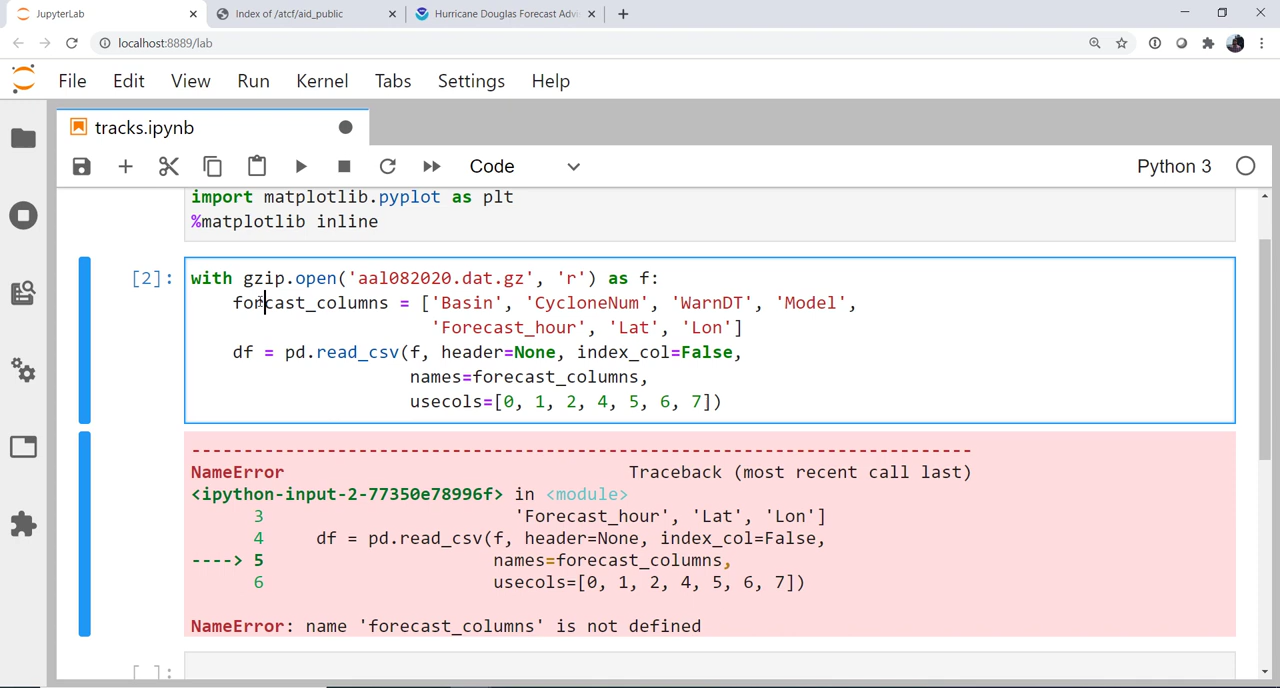 JupyterLab
Index of /atcf/aid_public
Hurricane Douglas Forecast Advi
localhost:8889/lab
File Edit View Run Kernel Tabs Settings Help
tracks.ipynb
Code
Python 3
import matplotlib.pyplot as plt
%matplotlib inline
[2]:
with gzip.open('aal082020.dat.gz', 'r') as f:
forcast_columns = ['Basin', 'CycloneNum', 'WarnDT', 'Model',
'Forecast_hour', 'Lat', 'Lon']
df = pd.read_csv(f, header=None, index_col=False,
names=forecast_columns,
usecols=[0, 1, 2, 4, 5, 6, 7])
---------------------------------------------------------------------------
NameError Traceback (most recent call last)
<ipython-input-2-77350e78996f> in <module>
3 'Forecast_hour', 'Lat', 'Lon']
4 df = pd.read_csv(f, header=None, index_col=False,
----> 5 names=forecast_columns,
6 usecols=[0, 1, 2, 4, 5, 6, 7])
NameError: name 'forecast_columns' is not defined
[ ]: